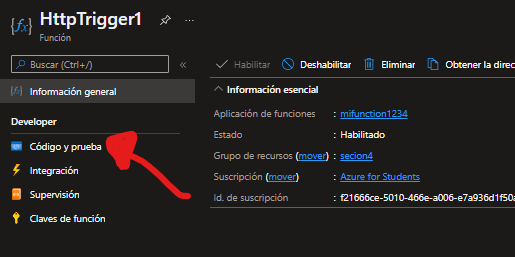 HttpTrigger1
Función
Buscar (Ctrl+/)
Información general
Developer
Código y prueba
Integración
Supervisión
Claves de función
Habilitar Deshabilitar Eliminar Obtener la direc
Información esencial
Aplicación de funciones : mifunction1234
Estado : Habilitado
Grupo de recursos (mover) : secion4
Suscripción (mover) : Azure for Students
Id. de suscripción : f21666ce-5010-466e-a006-e7a936d1f50a